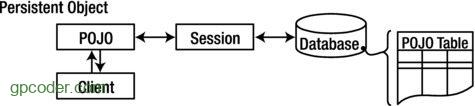 Persistent Object
POJO
Session
Database
POJO Table
Client
gpcoder.com